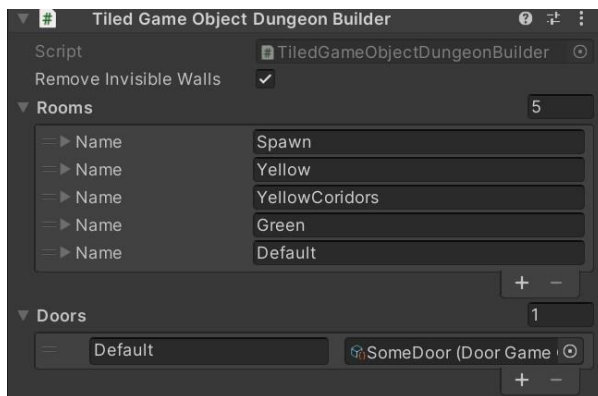 # Tiled Game Object Dungeon Builder
Script # TiledGameObjectDungeonBuilder
Remove Invisible Walls
Rooms 5
Name Spawn
Name Yellow
Name YellowCoridors
Name Green
Name Default
+ −
Doors 1
Default SomeDoor (Door Game
+ −